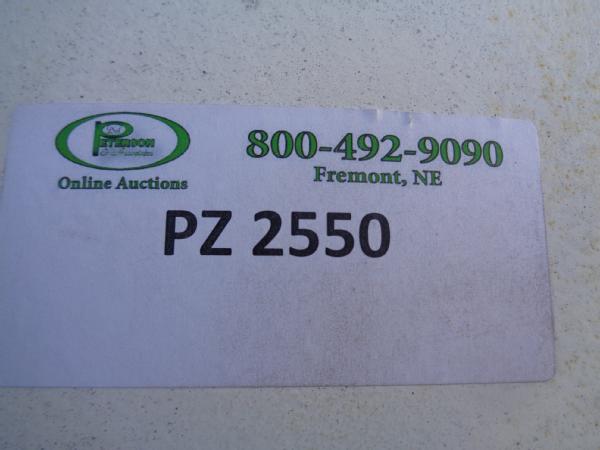 PETERSON
Online Auctions
800-492-9090
Fremont, NE
PZ 2550